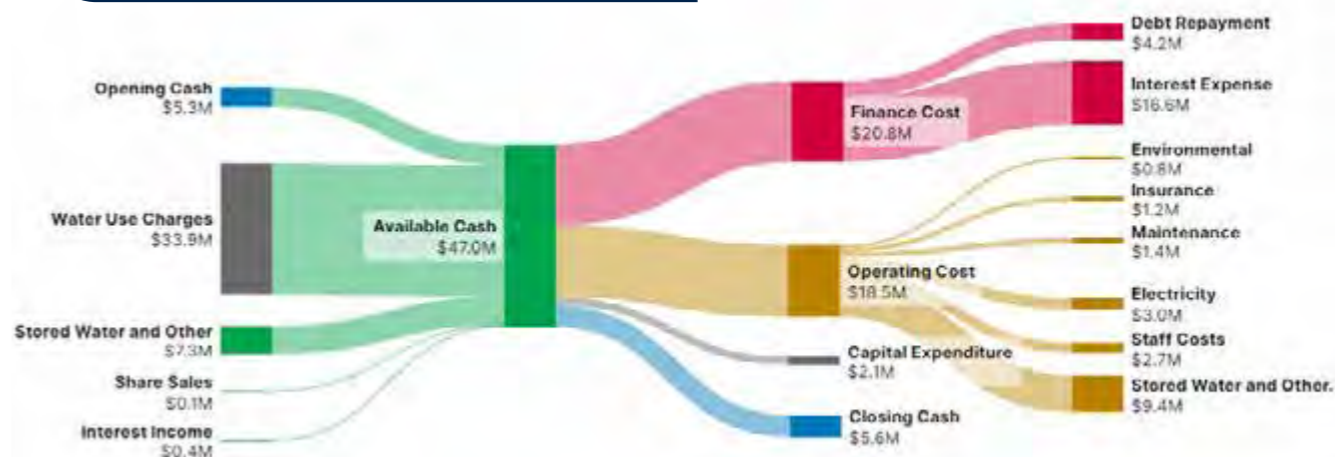 Opening Cash
$5.3M
Water Use Charges
$33.9M
Stored Water and Other
$7.3M
Share Sales
$0.1M
Interest Income
$0.4M
Available Cash
$47.0M
Finance Cost
$20.8M
Operating Cost
$18.5M
Capital Expenditure
$2.1M
Closing Cash
$5.6M
Debt Repayment
$4.2M
Interest Expense
$16.6M
Environmental
$0.8M
Insurance
$1.2M
Maintenance
$1.4M
Electricity
$3.0M
Staff Costs
$2.7M
Stored Water and Other.
$9.4M